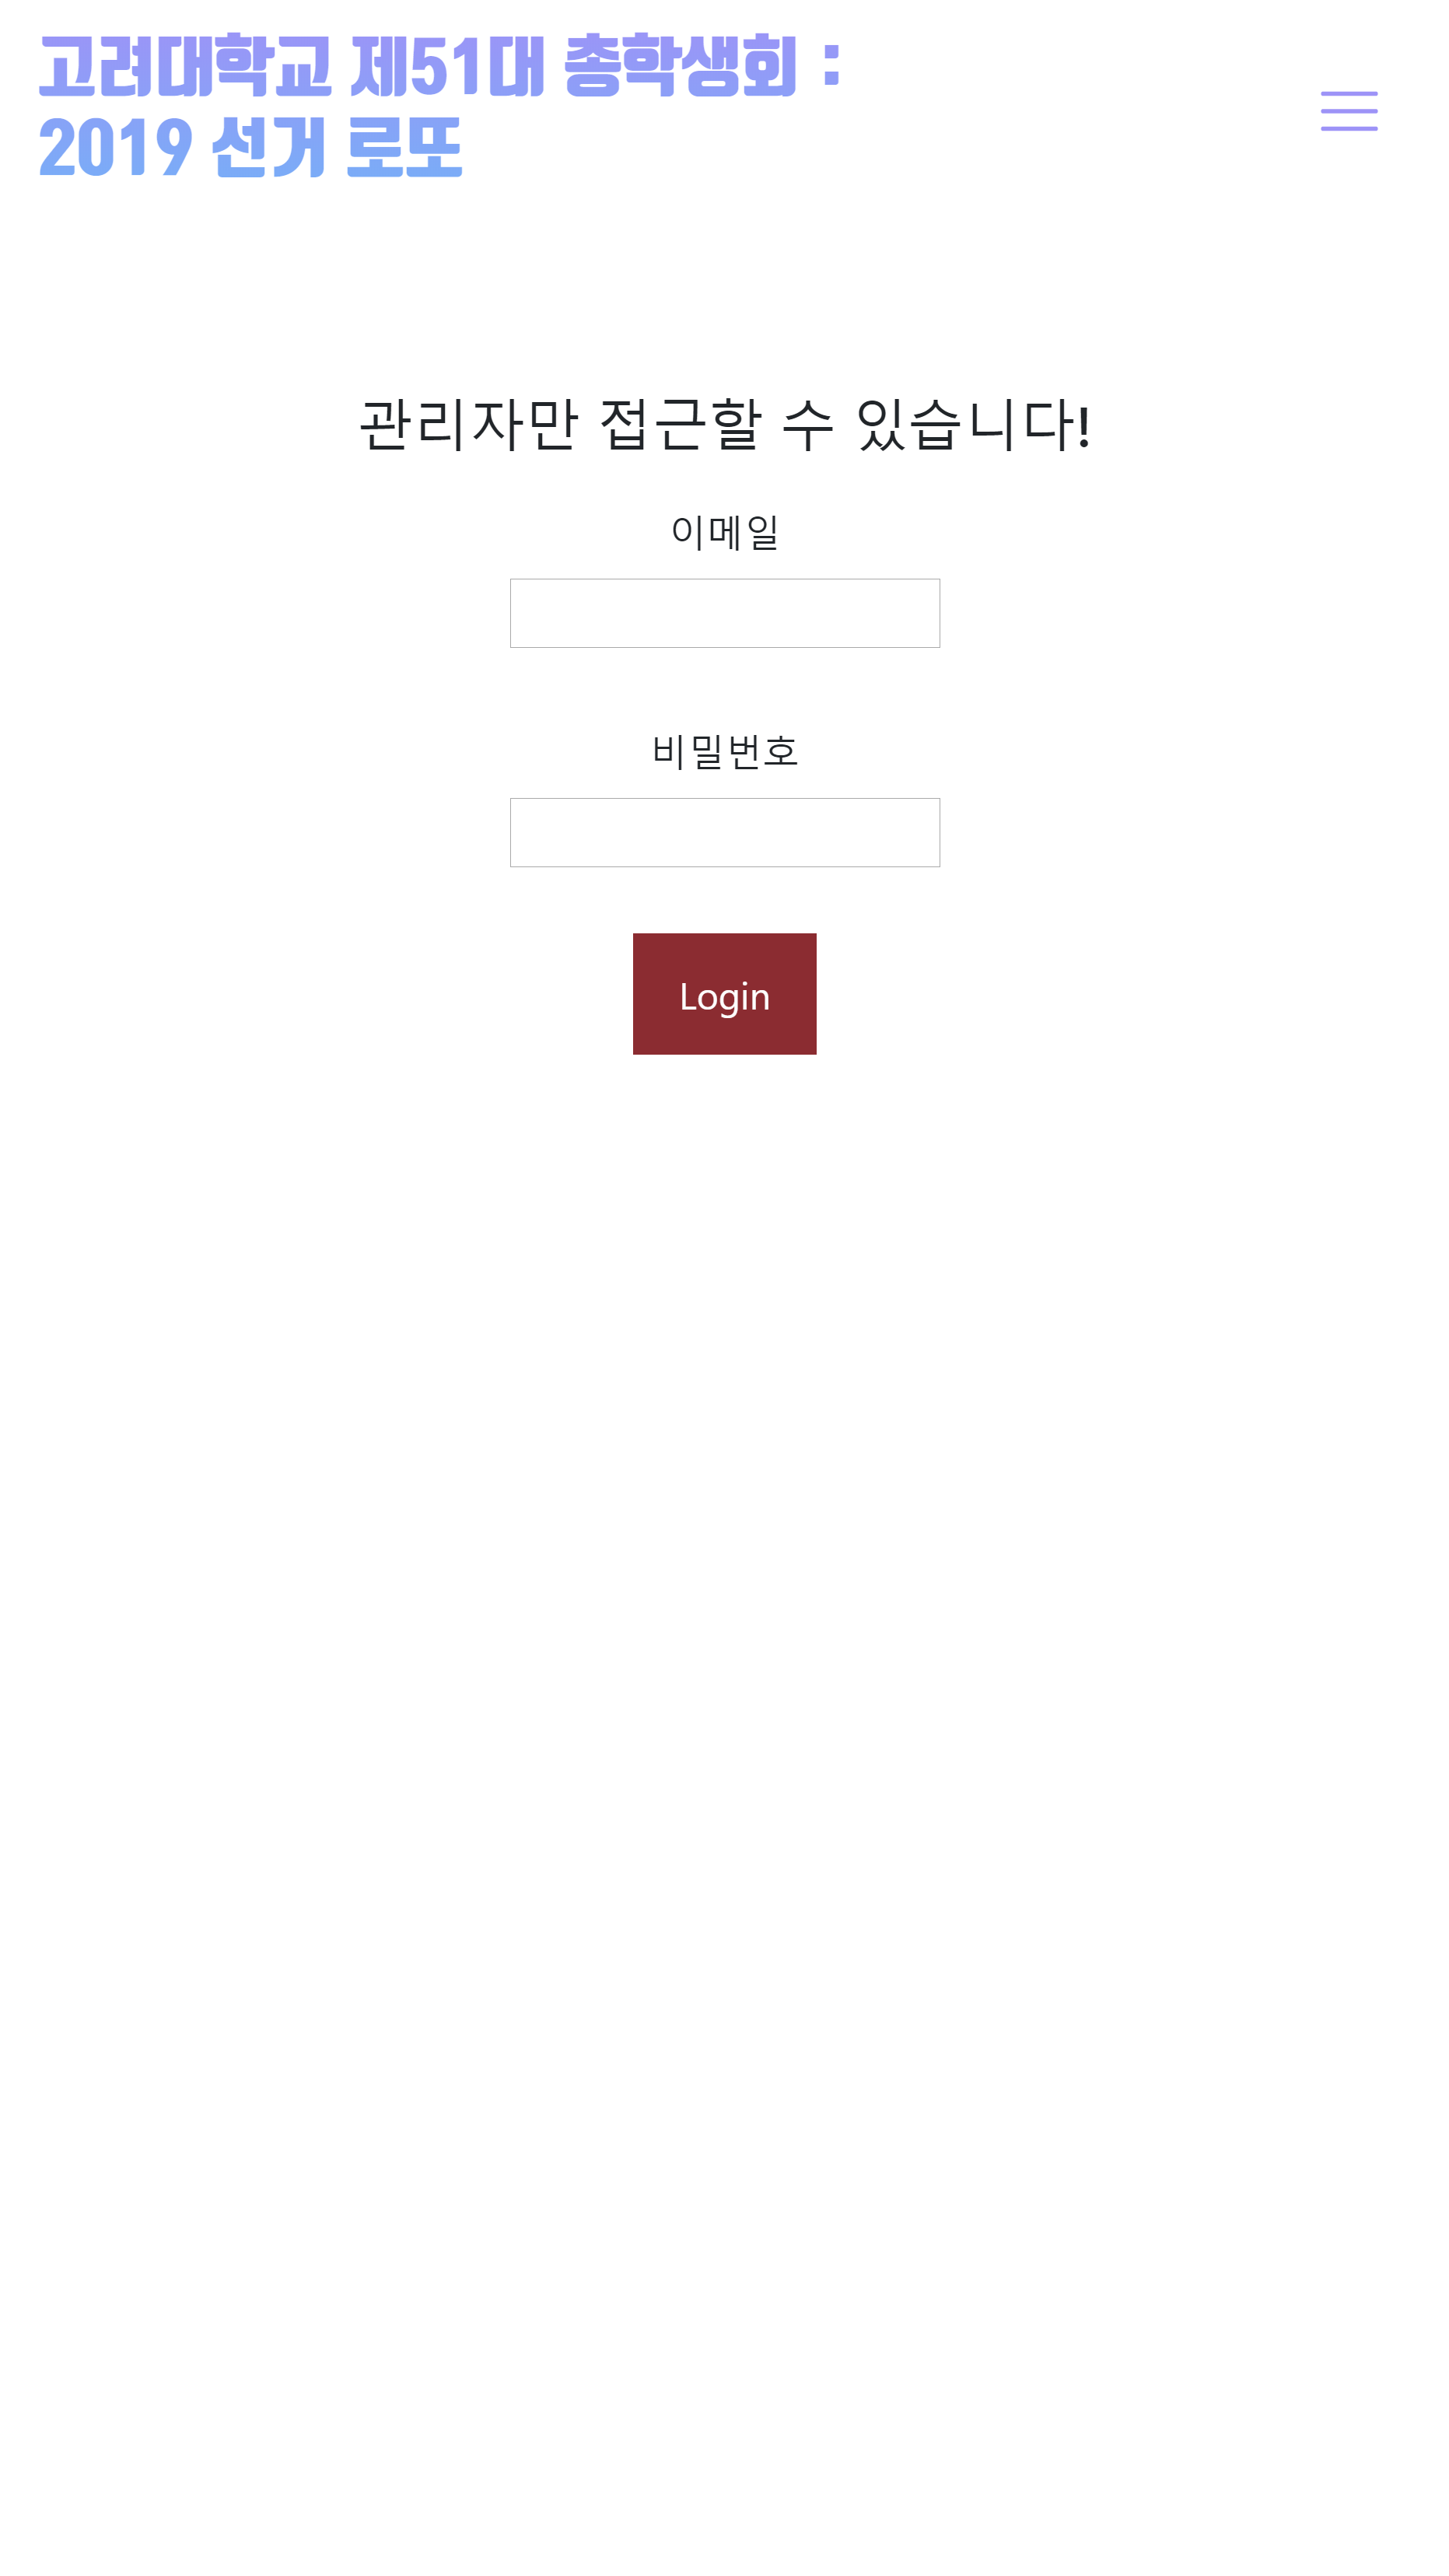 고려대학교 제51대 총학생회 :
2019 선거 로또
관리자만 접근할 수 있습니다!
이메일
비밀번호
Login